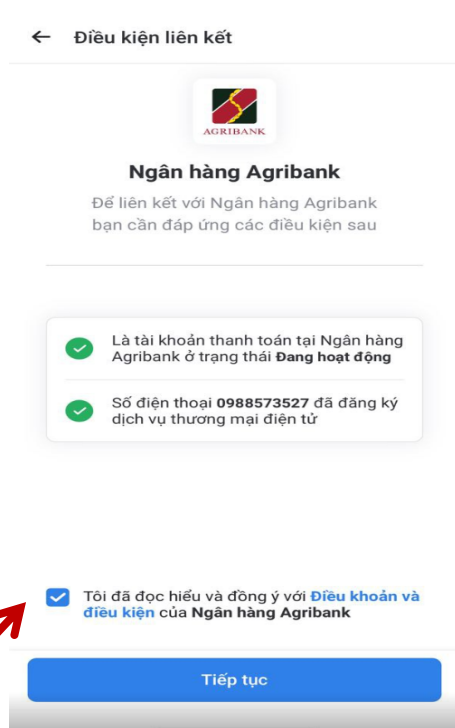 Điều kiện liên kết
AGRIBANK
Ngân hàng Agribank
Để liên kết với Ngân hàng Agribank
bạn cần đáp ứng các điều kiện sau
Là tài khoản thanh toán tại Ngân hàng
Agribank ở trạng thái Đang hoạt động
Số điện thoại 0988573527 đã đăng ký
dịch vụ thương mại điện tử
Tôi đã đọc hiểu và đồng ý với Điều khoản và
điều kiện của Ngân hàng Agribank
Tiếp tục